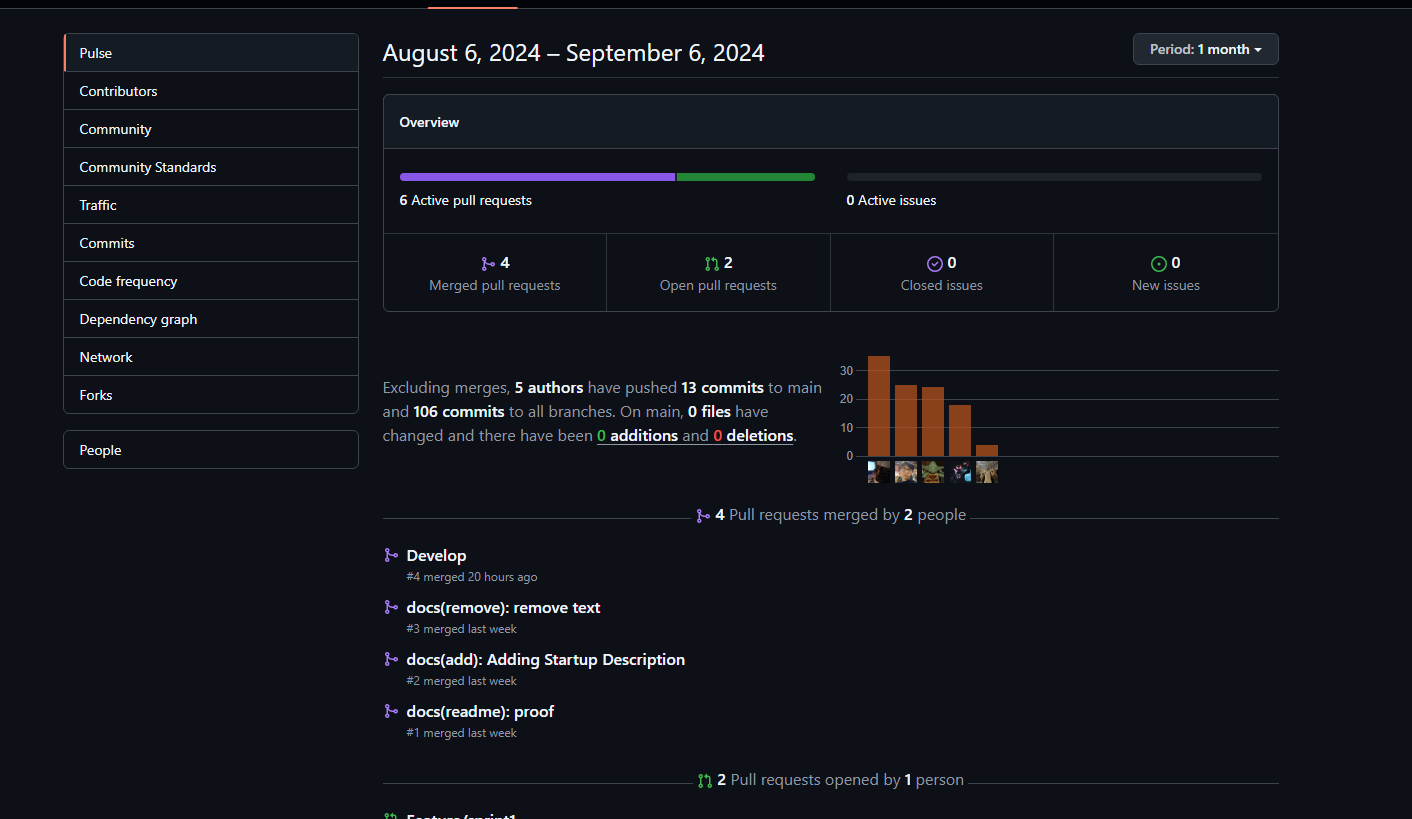 Pulse
Contributors
Community
Community Standards
Traffic
Commits
Code frequency
Dependency graph
Network
Forks
People
August 6, 2024 – September 6, 2024
Period: 1 month
Overview
6 Active pull requests
0 Active issues
4
Merged pull requests
2
Open pull requests
0
Closed issues
0
New issues
Excluding merges, 5 authors have pushed 13 commits to main
and 106 commits to all branches. On main, 0 files have
changed and there have been 0 additions and 0 deletions.
30
20
10
0
4 Pull requests merged by 2 people
Develop
#4 merged 20 hours ago
docs(remove): remove text
#3 merged last week
docs(add): Adding Startup Description
#2 merged last week
docs(readme): proof
#1 merged last week
2 Pull requests opened by 1 person
Feature/sprint1